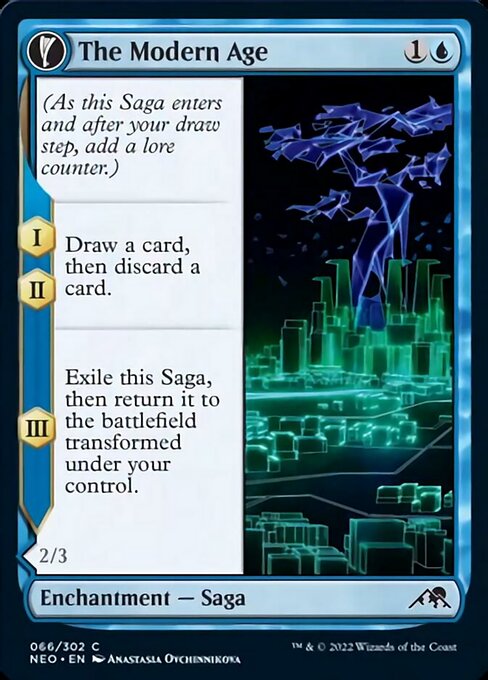 The Modern Age 1
(As this Saga enters
and after your draw
step, add a lore
counter.)
I
II
Draw a card,
then discard a
card.
III
Exile this Saga,
then return it to
the battlefield
transformed
under your
control.
2/3
Enchantment — Saga
066/302 C
NEO • EN Anastasia Ovchinnikova
™ & © 2022 Wizards of the Coast